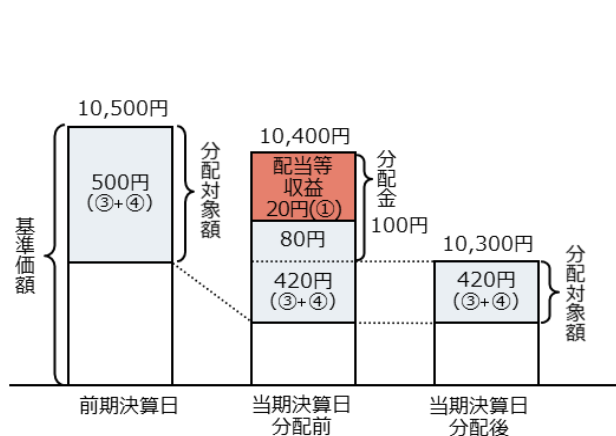 10,500円
500円
(③+④)
分配対象額
基準価額
前期決算日
10,400円
配当等
収益
20円(①)
80円
420円
(③+④)
分配金
100円
当期決算日
分配前
10,300円
420円
(③+④)
分配対象額
当期決算日
分配後